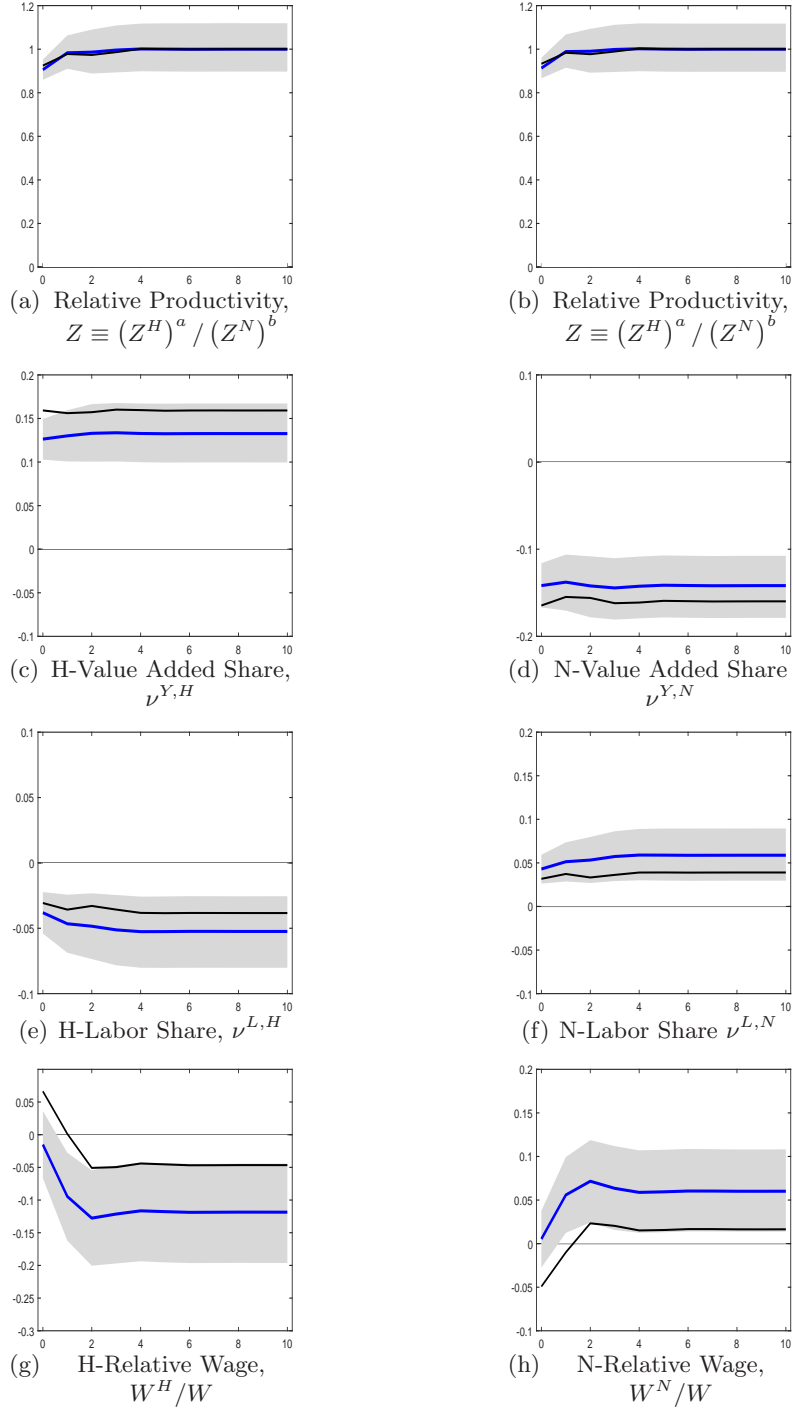 1.2
1
0.8
0.6
0.4
0.2
0
0 2 4 6 8 10
(a) Relative Productivity,
Z ≡ (Z^H)^a / (Z^N)^b
1.2
1
0.8
0.6
0.4
0.2
0
0 2 4 6 8 10
(b) Relative Productivity,
Z ≡ (Z^H)^a / (Z^N)^b
0.2
0.15
0.1
0.05
0
-0.05
-0.1
0 2 4 6 8 10
(c) H-Value Added Share,
ν^{Y,H}
0.1
0
-0.1
-0.2
0 2 4 6 8 10
(d) N-Value Added Share
ν^{Y,N}
0.1
0.05
0
-0.05
-0.1
0 2 4 6 8 10
(e) H-Labor Share, ν^{L,H}
0.2
0.15
0.1
0.05
0
-0.05
-0.1
0 2 4 6 8 10
(f) N-Labor Share ν^{L,N}
0.05
0
-0.05
-0.1
-0.15
-0.2
-0.25
-0.3
0 2 4 6 8 10
(g) H-Relative Wage,
W^H/W
0.2
0.15
0.1
0.05
0
-0.05
-0.1
0 2 4 6 8 10
(h) N-Relative Wage,
W^N/W